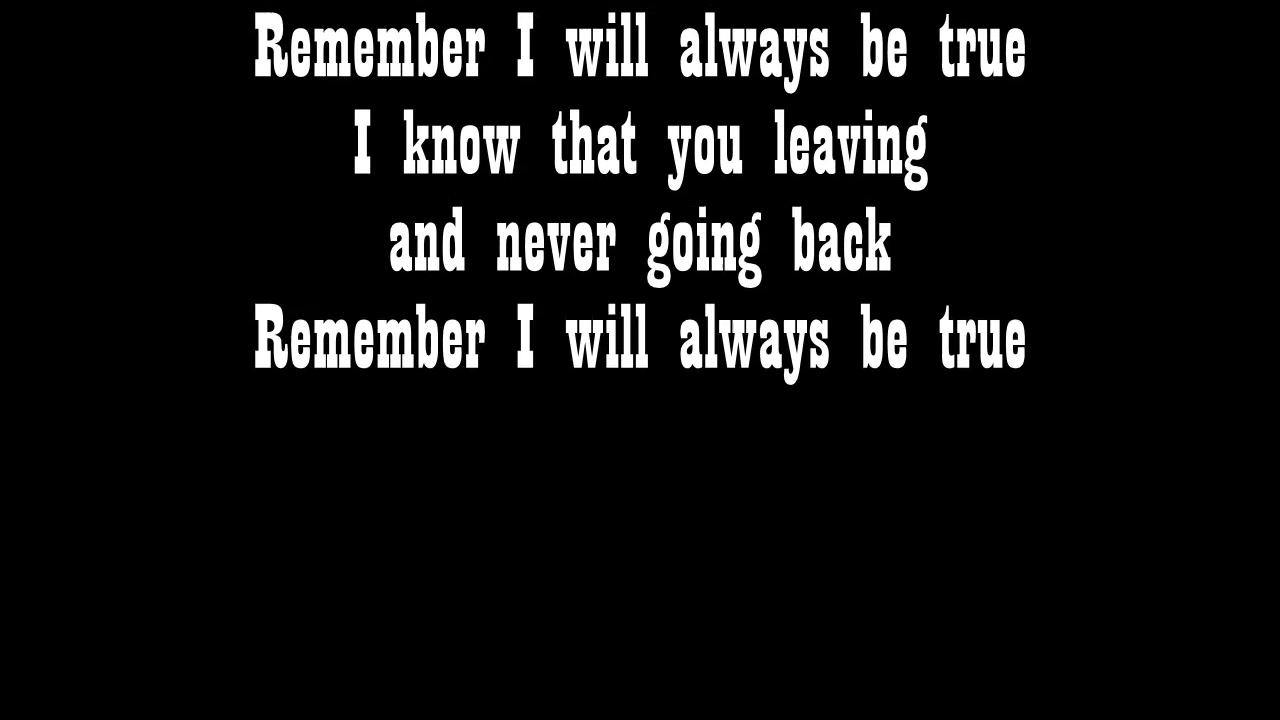 Remember I will always be true
I know that you leaving
and never going back
Remember I will always be true